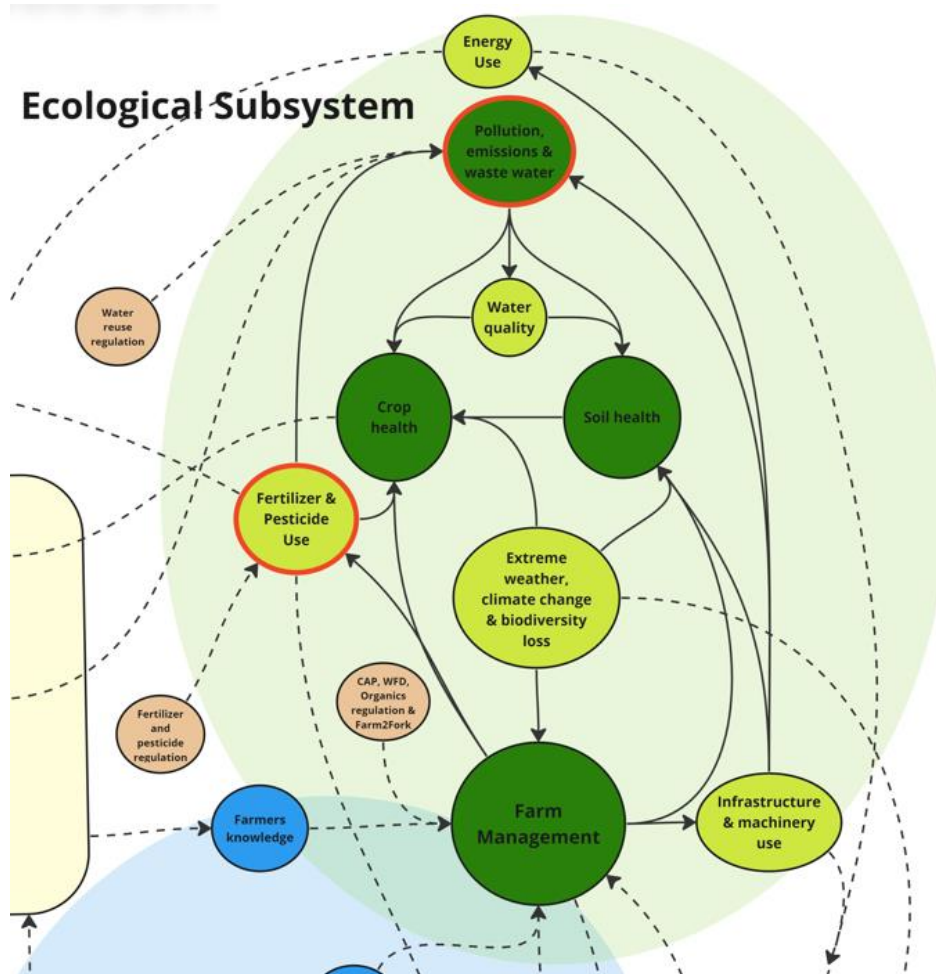 Energy
Use
Ecological Subsystem
Pollution,
emissions &
waste water
Water
reuse
regulation
Water
quality
Crop
health
Soil health
Fertilizer &
Pesticide
Use
Extreme
weather,
climate change
& biodiversity
loss
CAP, WFD,
Organics
regulation &
Farm2Fork
Fertilizer
and
pesticide
regulation
Farmers
knowledge
Farm
Management
Infrastructure
& machinery
use